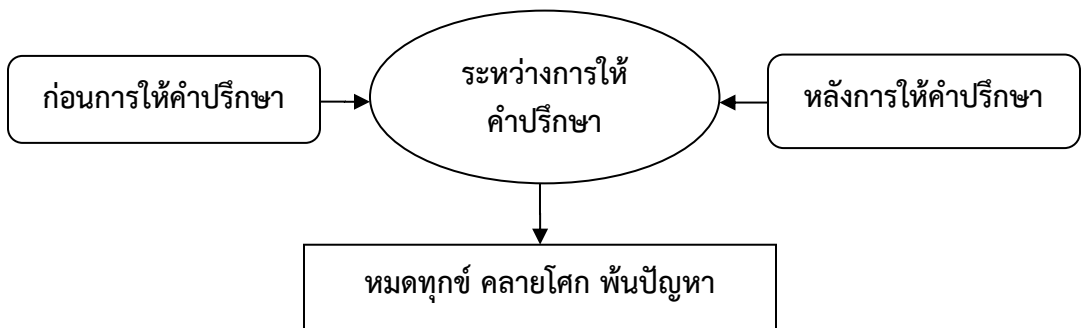 ก่อนการให้คำปรึกษา
ระหว่างการให้
คำปรึกษา
หลังการให้คำปรึกษา
หมดทุกข์ คลายโศก พ้นปัญหา